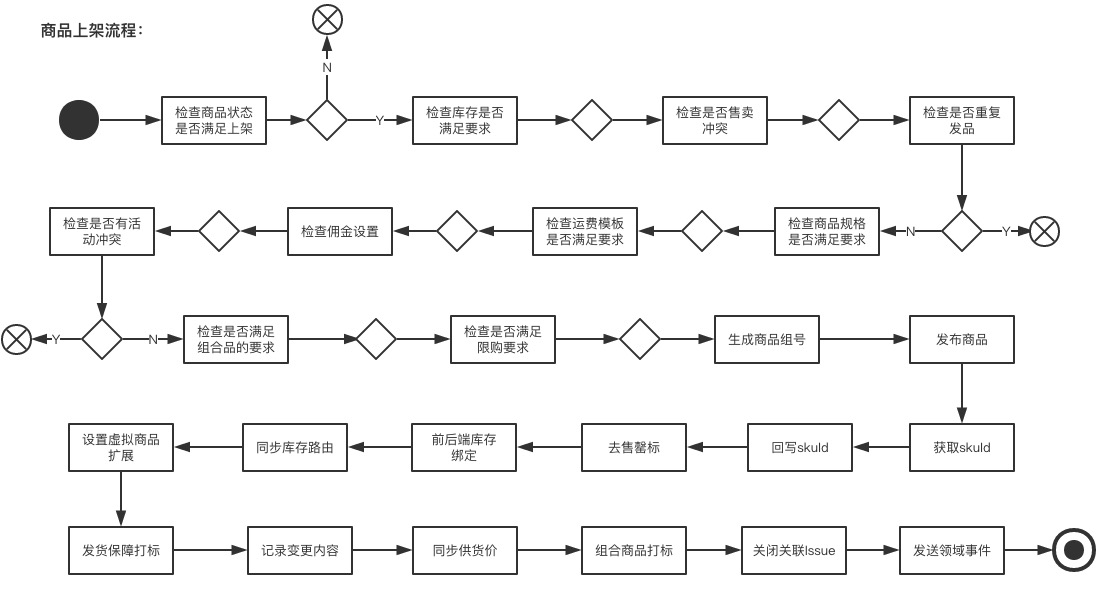 商品上架流程：
N
检查商品状态
是否满足上架
Y
检查库存是否
满足要求
检查是否售卖
冲突
检查是否重复
发品
检查是否有活
动冲突
检查佣金设置
检查运费模板
是否满足要求
检查商品规格
是否满足要求
N
Y
Y
N
检查是否满足
组合品的要求
检查是否满足
限购要求
生成商品组号
发布商品
设置虚拟商品
扩展
同步库存路由
前后端库存
绑定
去售罄标
回写skuId
获取skuId
发货保障打标
记录变更内容
同步供货价
组合商品打标
关闭关联Issue
发送领域事件